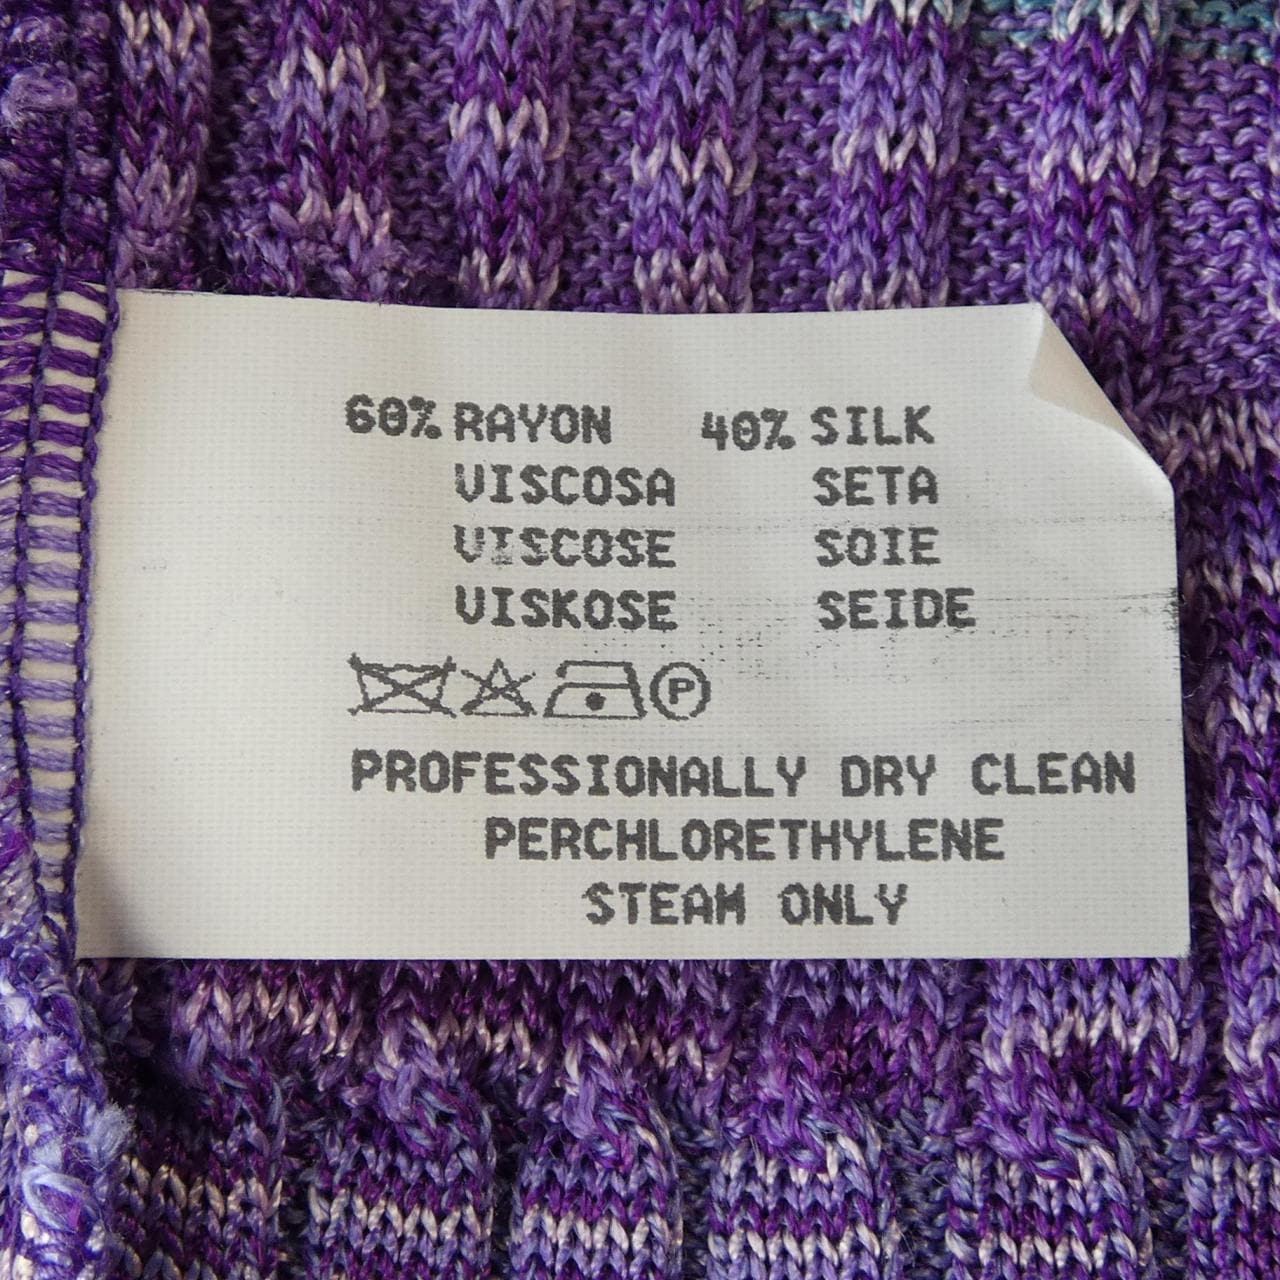 60% RAYON 40% SILK
VISCOSA SETA
VISCOSE SOIE
VISKOSE SEIDE
P
PROFESSIONALLY DRY CLEAN
PERCHLORETHYLENE
STEAM ONLY